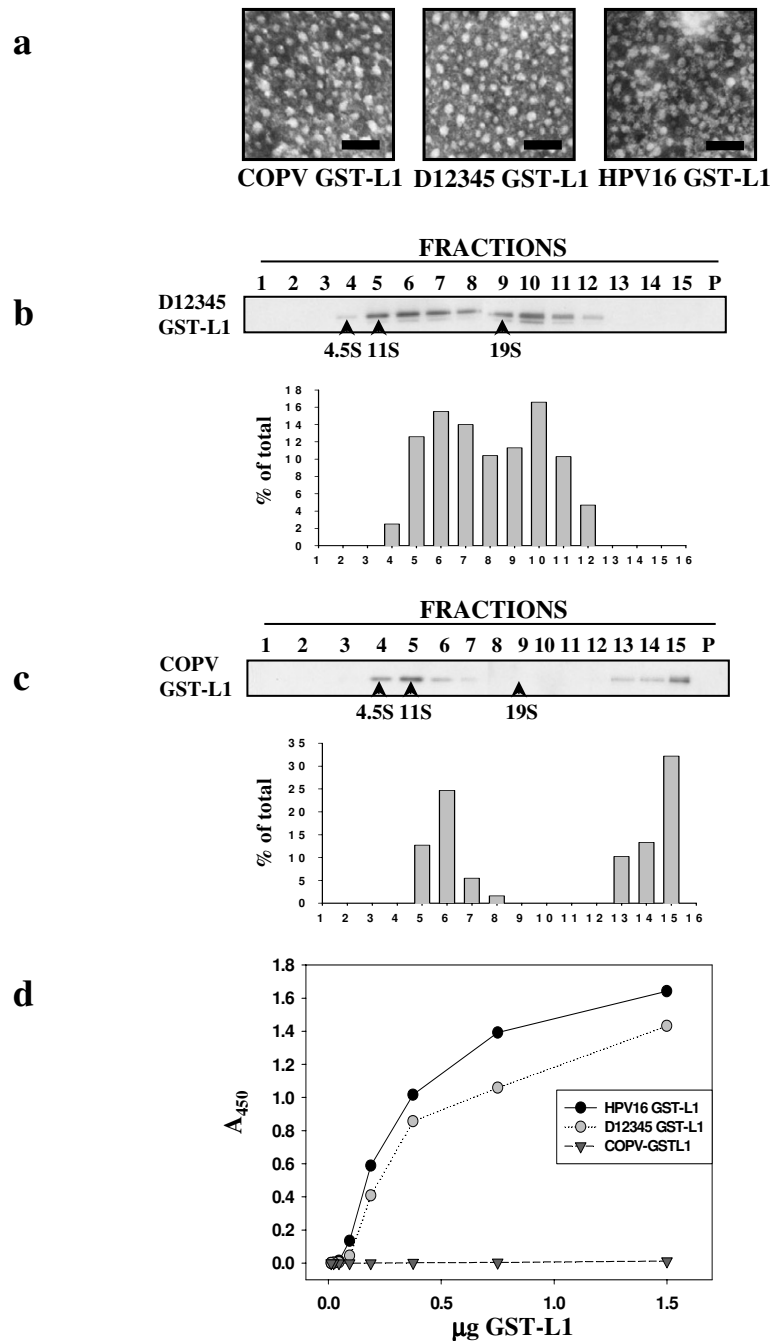 a
COPV GST-L1 D12345 GST-L1 HPV16 GST-L1
b
FRACTIONS
1 2 3 4 5 6 7 8 9 10 11 12 13 14 15 P
D12345
GST-L1
4.5S 11S 19S
% of total
18
16
14
12
10
8
6
4
2
0
1 2 3 4 5 6 7 8 9 10 11 12 13 14 15 16
c
FRACTIONS
1 2 3 4 5 6 7 8 9 10 11 12 13 14 15 P
COPV
GST-L1
4.5S 11S 19S
% of total
35
30
25
20
15
10
5
0
1 2 3 4 5 6 7 8 9 10 11 12 13 14 15 16
d
A450
1.8
1.6
1.4
1.2
1.0
0.8
0.6
0.4
0.2
0.0
HPV16 GST-L1
D12345 GST-L1
COPV-GSTL1
0.0 0.5 1.0 1.5
µg GST-L1